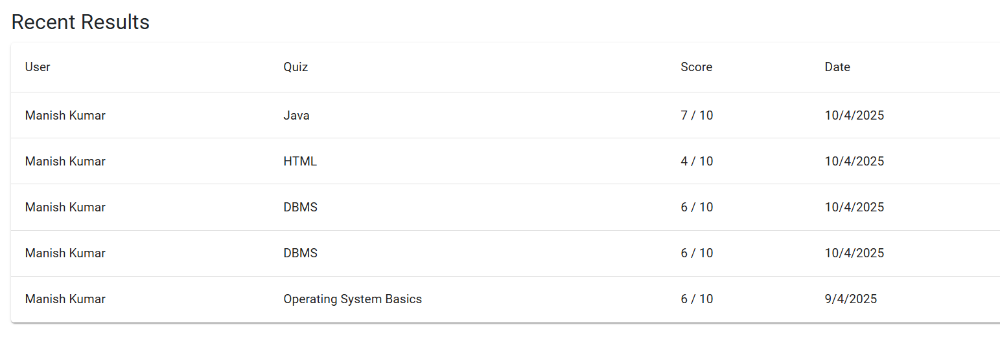 Recent Results
User Quiz Score Date
Manish Kumar Java 7 / 10 10/4/2025
Manish Kumar HTML 4 / 10 10/4/2025
Manish Kumar DBMS 6 / 10 10/4/2025
Manish Kumar DBMS 6 / 10 10/4/2025
Manish Kumar Operating System Basics 6 / 10 9/4/2025